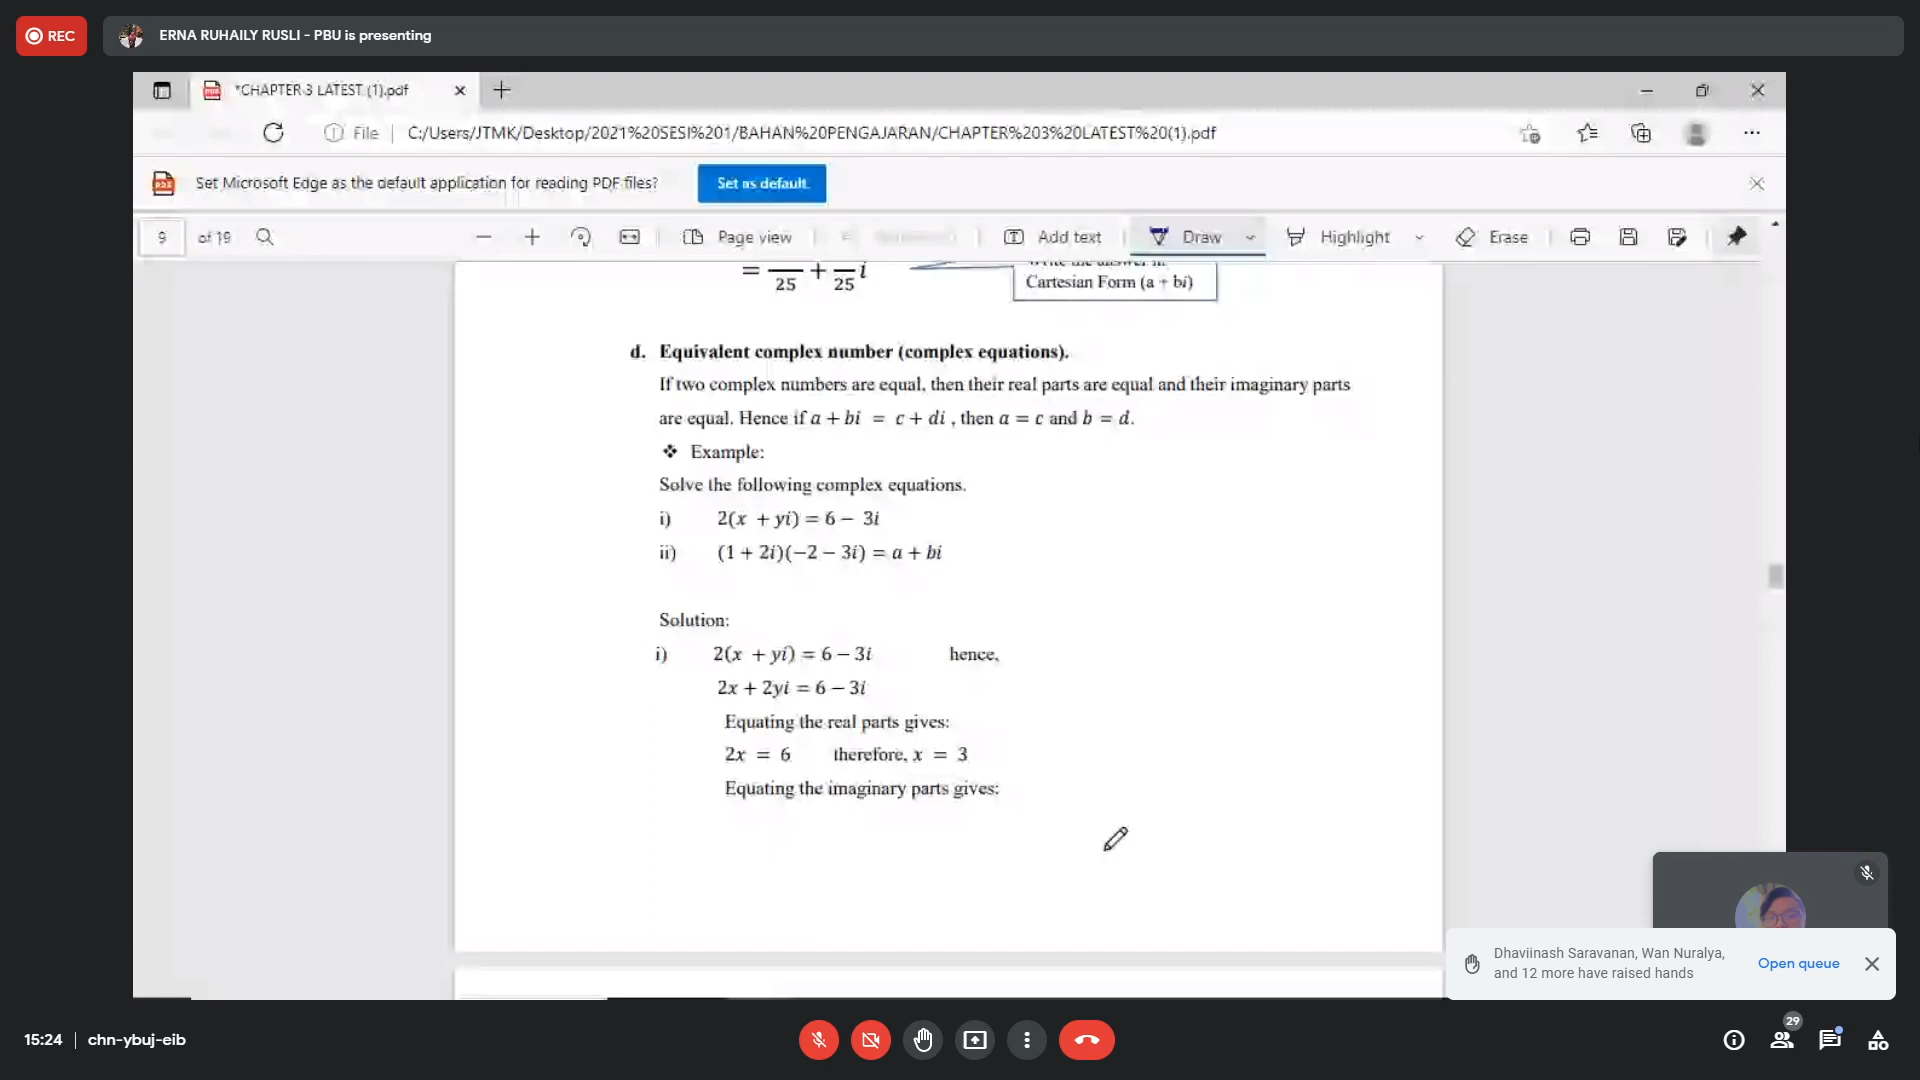 REC
ERNA RUHAILY RUSLI - PBU is presenting
*CHAPTER 3 LATEST (1).pdf
File
C:/Users/JTMK/Desktop/2021%20SESI%201/BAHAN%20PENGAJARAN/CHAPTER%203%20LATEST%20(1).pdf
Set Microsoft Edge as the default application for reading PDF files?
Set as default
9 of 19
Page view
Add text
Draw
Highlight
Erase
= /25 + /25 i
Cartesian Form (a + bi)
d. Equivalent complex number (complex equations).
If two complex numbers are equal, then their real parts are equal and their imaginary parts
are equal. Hence if a + bi = c + di , then a = c and b = d.
❖ Example:
Solve the following complex equations.
i) 2(x + yi) = 6 − 3i
ii) (1 + 2i)(−2 − 3i) = a + bi
Solution:
i) 2(x + yi) = 6 − 3i hence,
2x + 2yi = 6 − 3i
Equating the real parts gives:
2x = 6 therefore, x = 3
Equating the imaginary parts gives:
Dhaviinash Saravanan, Wan Nuralya,
and 12 more have raised hands
Open queue
15:24 | chn-ybuj-eib
29